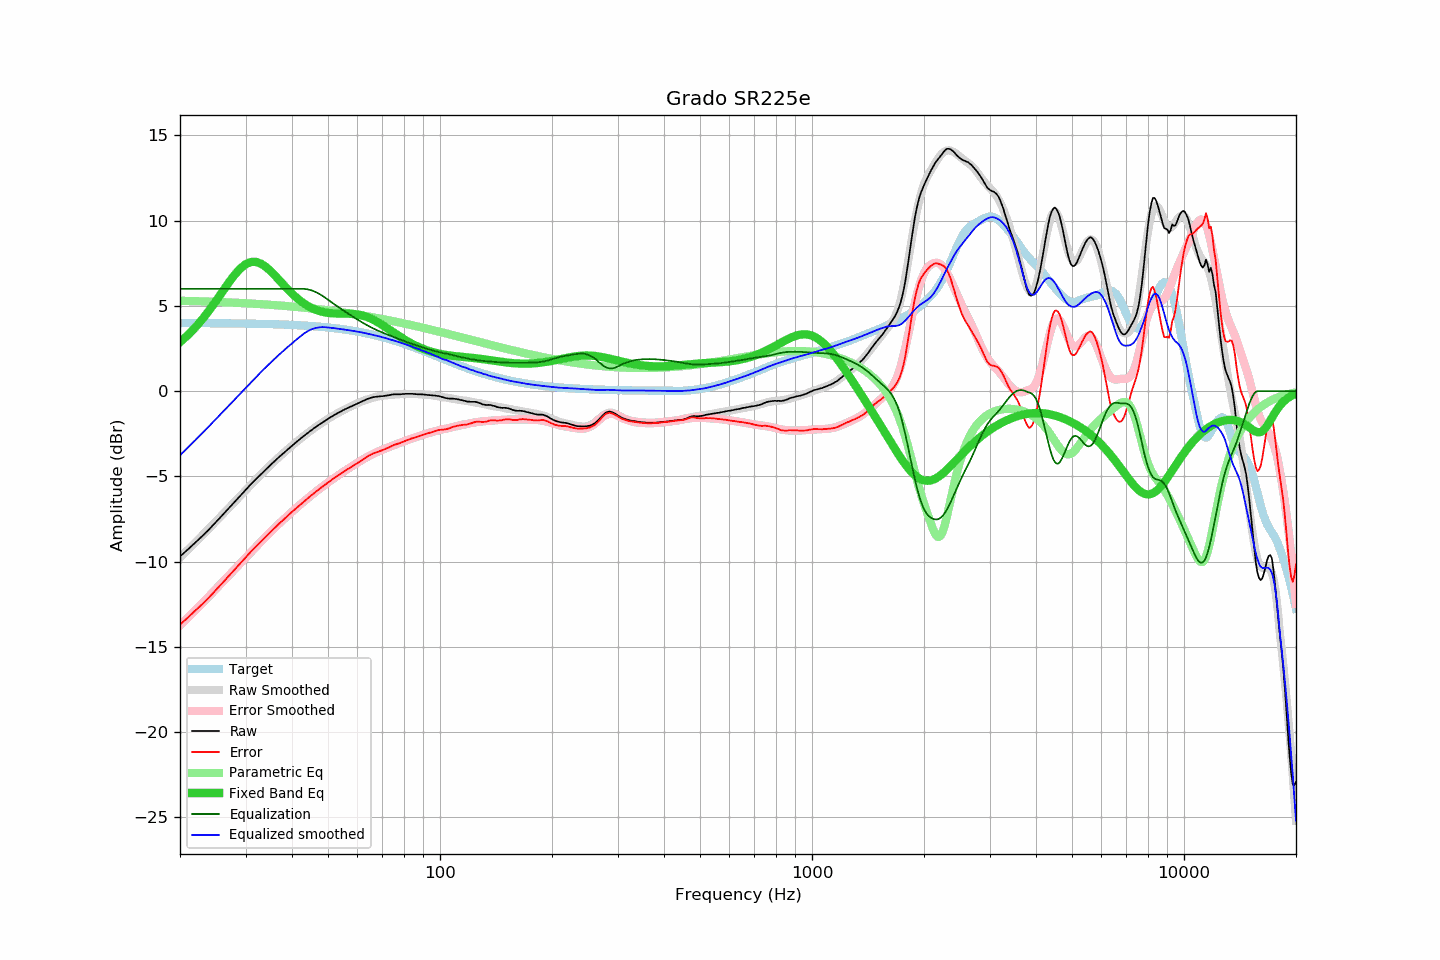 Grado SR225e
15
10
5
0
−5
−10
−15
−20
−25
Amplitude (dBr)
Target
Raw Smoothed
Error Smoothed
Raw
Error
Parametric Eq
Fixed Band Eq
Equalization
Equalized smoothed
100 1000 10000
Frequency (Hz)